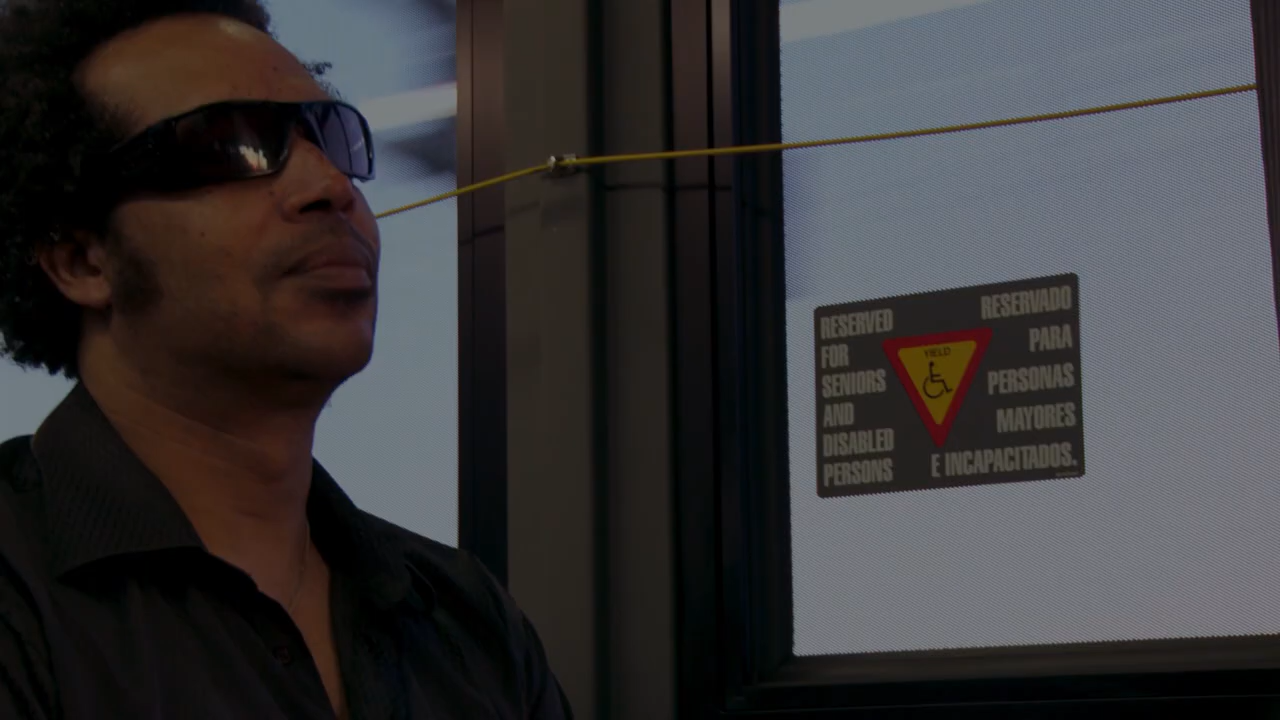 RESERVED
FOR
SENIORS
AND
DISABLED
PERSONS
YIELD
RESERVADO
PARA
PERSONAS
MAYORES
E INCAPACITADOS.